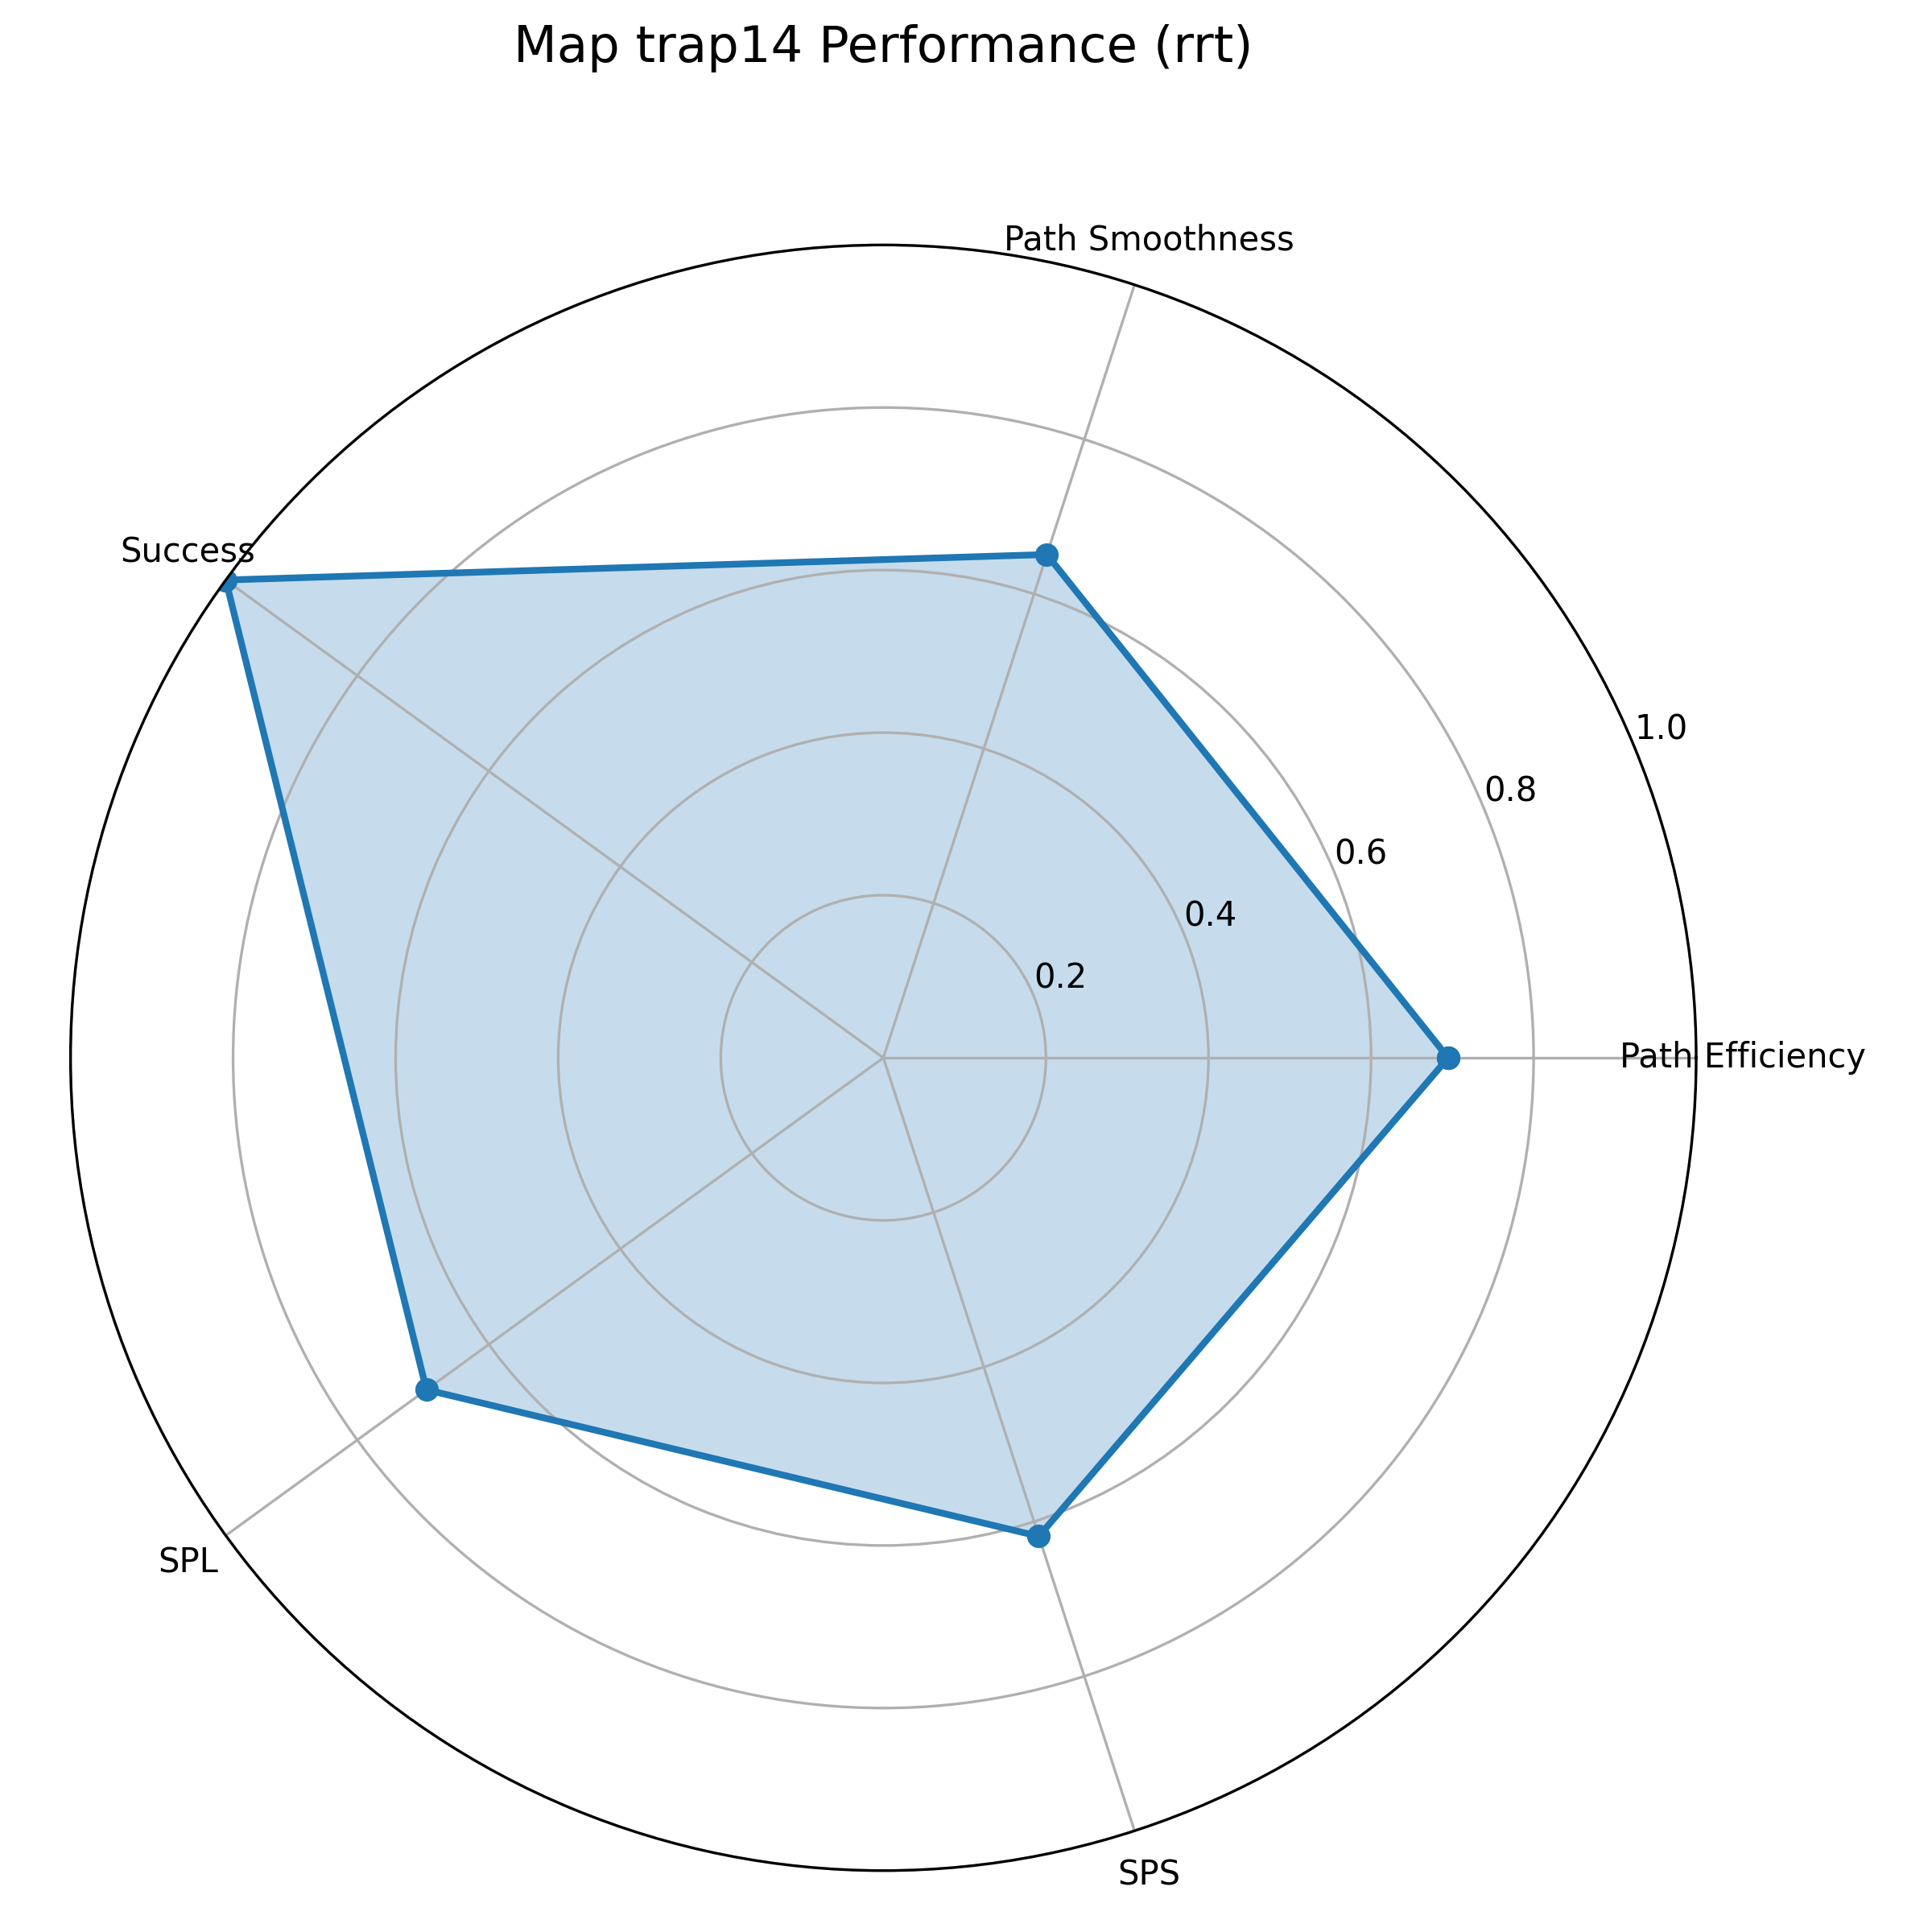 Map trap14 Performance (rrt)
Path Smoothness
Success
1.0
0.8
0.6
0.4
0.2
Path Efficiency
SPL
SPS